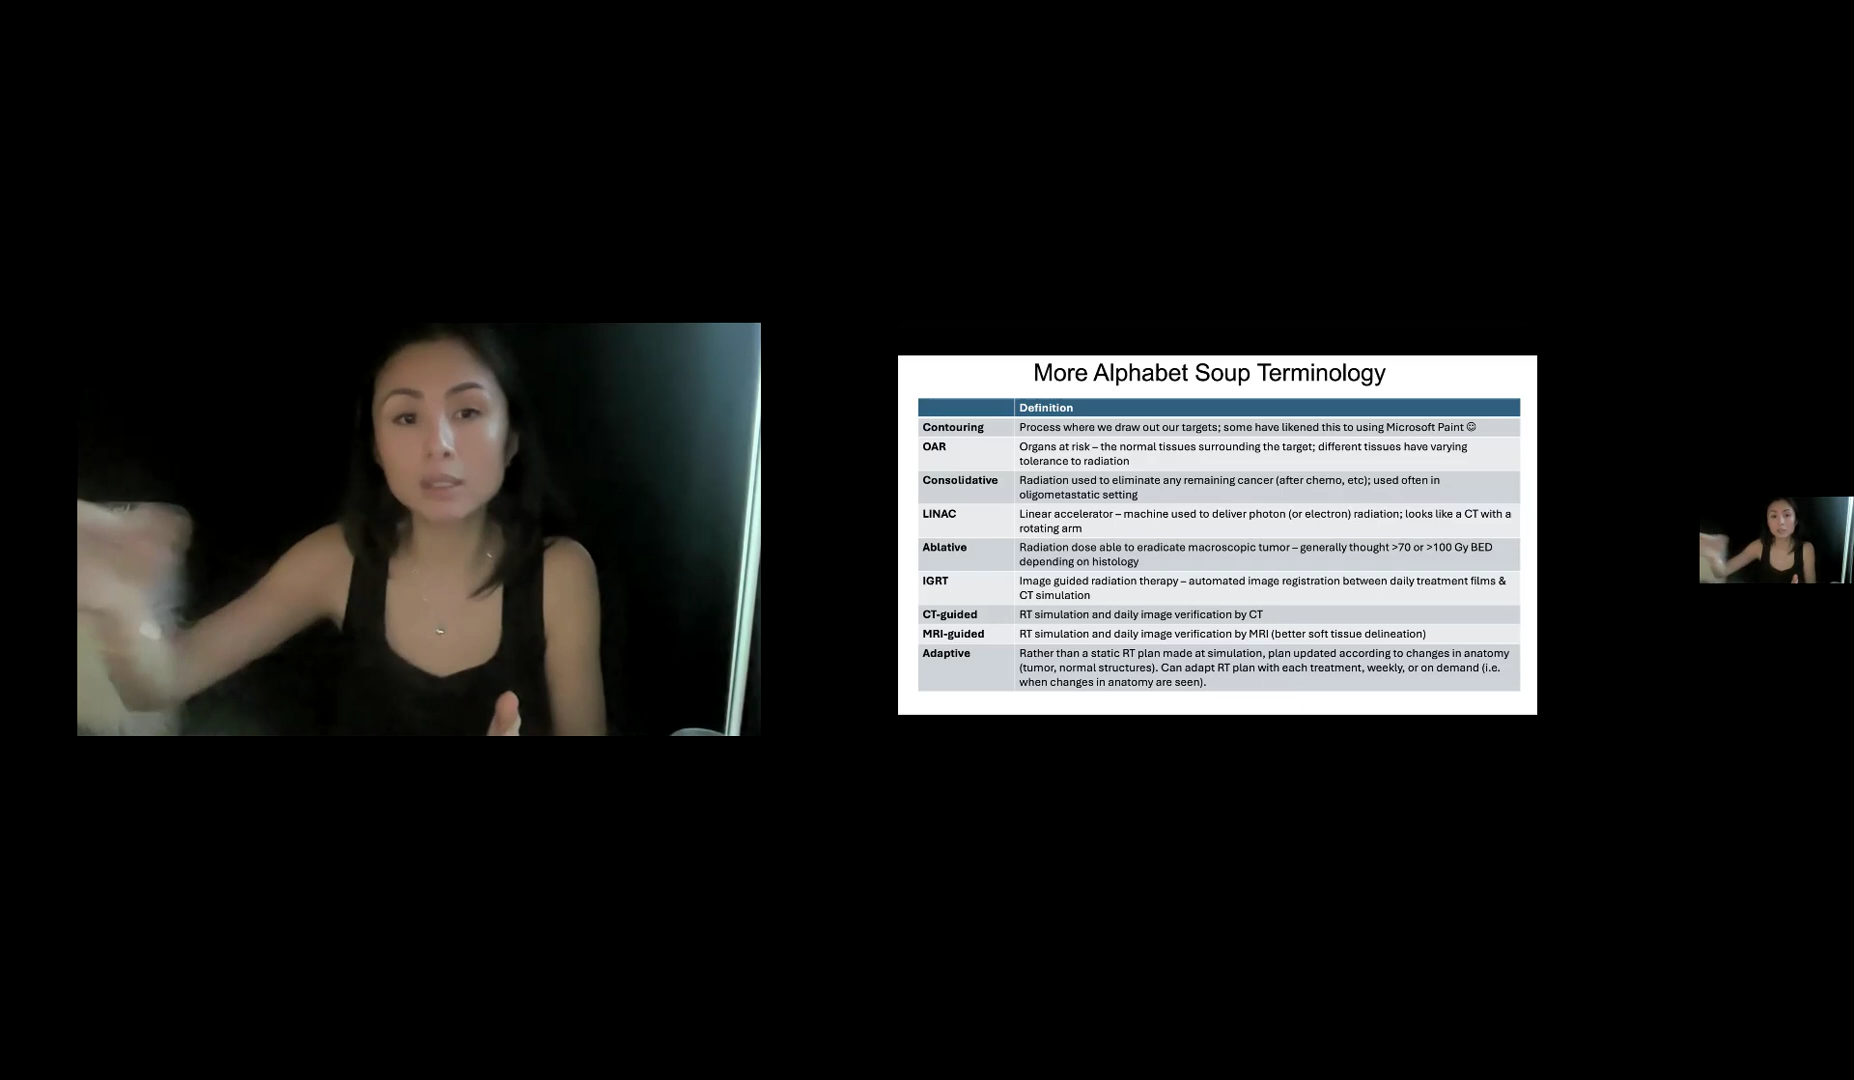 More Alphabet Soup Terminology
Definition
Contouring Process where we draw out our targets; some have likened this to using Microsoft Paint ☺
OAR Organs at risk – the normal tissues surrounding the target; different tissues have varying
tolerance to radiation
Consolidative Radiation used to eliminate any remaining cancer (after chemo, etc); used often in
oligometastatic setting
LINAC Linear accelerator – machine used to deliver photon (or electron) radiation; looks like a CT with a
rotating arm
Ablative Radiation dose able to eradicate macroscopic tumor – generally thought >70 or >100 Gy BED
depending on histology
IGRT Image guided radiation therapy – automated image registration between daily treatment films &
CT simulation
CT-guided RT simulation and daily image verification by CT
MRI-guided RT simulation and daily image verification by MRI (better soft tissue delineation)
Adaptive Rather than a static RT plan made at simulation, plan updated according to changes in anatomy
(tumor, normal structures). Can adapt RT plan with each treatment, weekly, or on demand (i.e.
when changes in anatomy are seen).